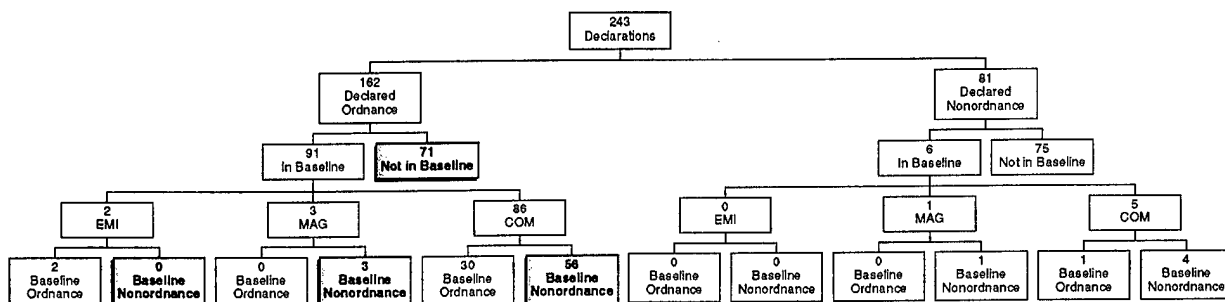 243
Declarations
162
Declared
Ordnance
81
Declared
Nonordnance
91
In Baseline
71
Not in Baseline
6
In Baseline
75
Not in Baseline
2
EMI
3
MAG
86
COM
0
EMI
1
MAG
5
COM
2
Baseline
Ordnance
0
Baseline
Nonordnance
0
Baseline
Ordnance
3
Baseline
Nonordnance
30
Baseline
Ordnance
56
Baseline
Nonordnance
0
Baseline
Ordnance
0
Baseline
Nonordnance
0
Baseline
Ordnance
1
Baseline
Nonordnance
1
Baseline
Ordnance
4
Baseline
Nonordnance